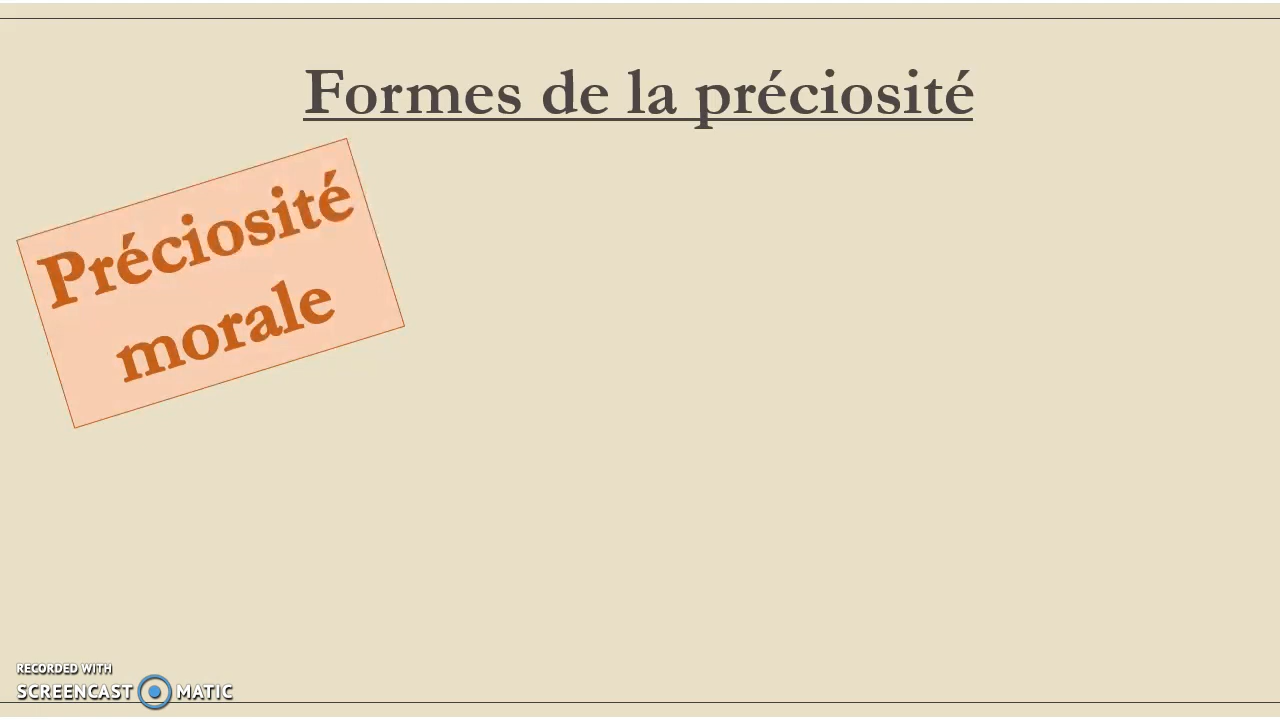 Formes de la préciosité
Préciosité
morale
RECORDED WITH
SCREENCAST MATIC